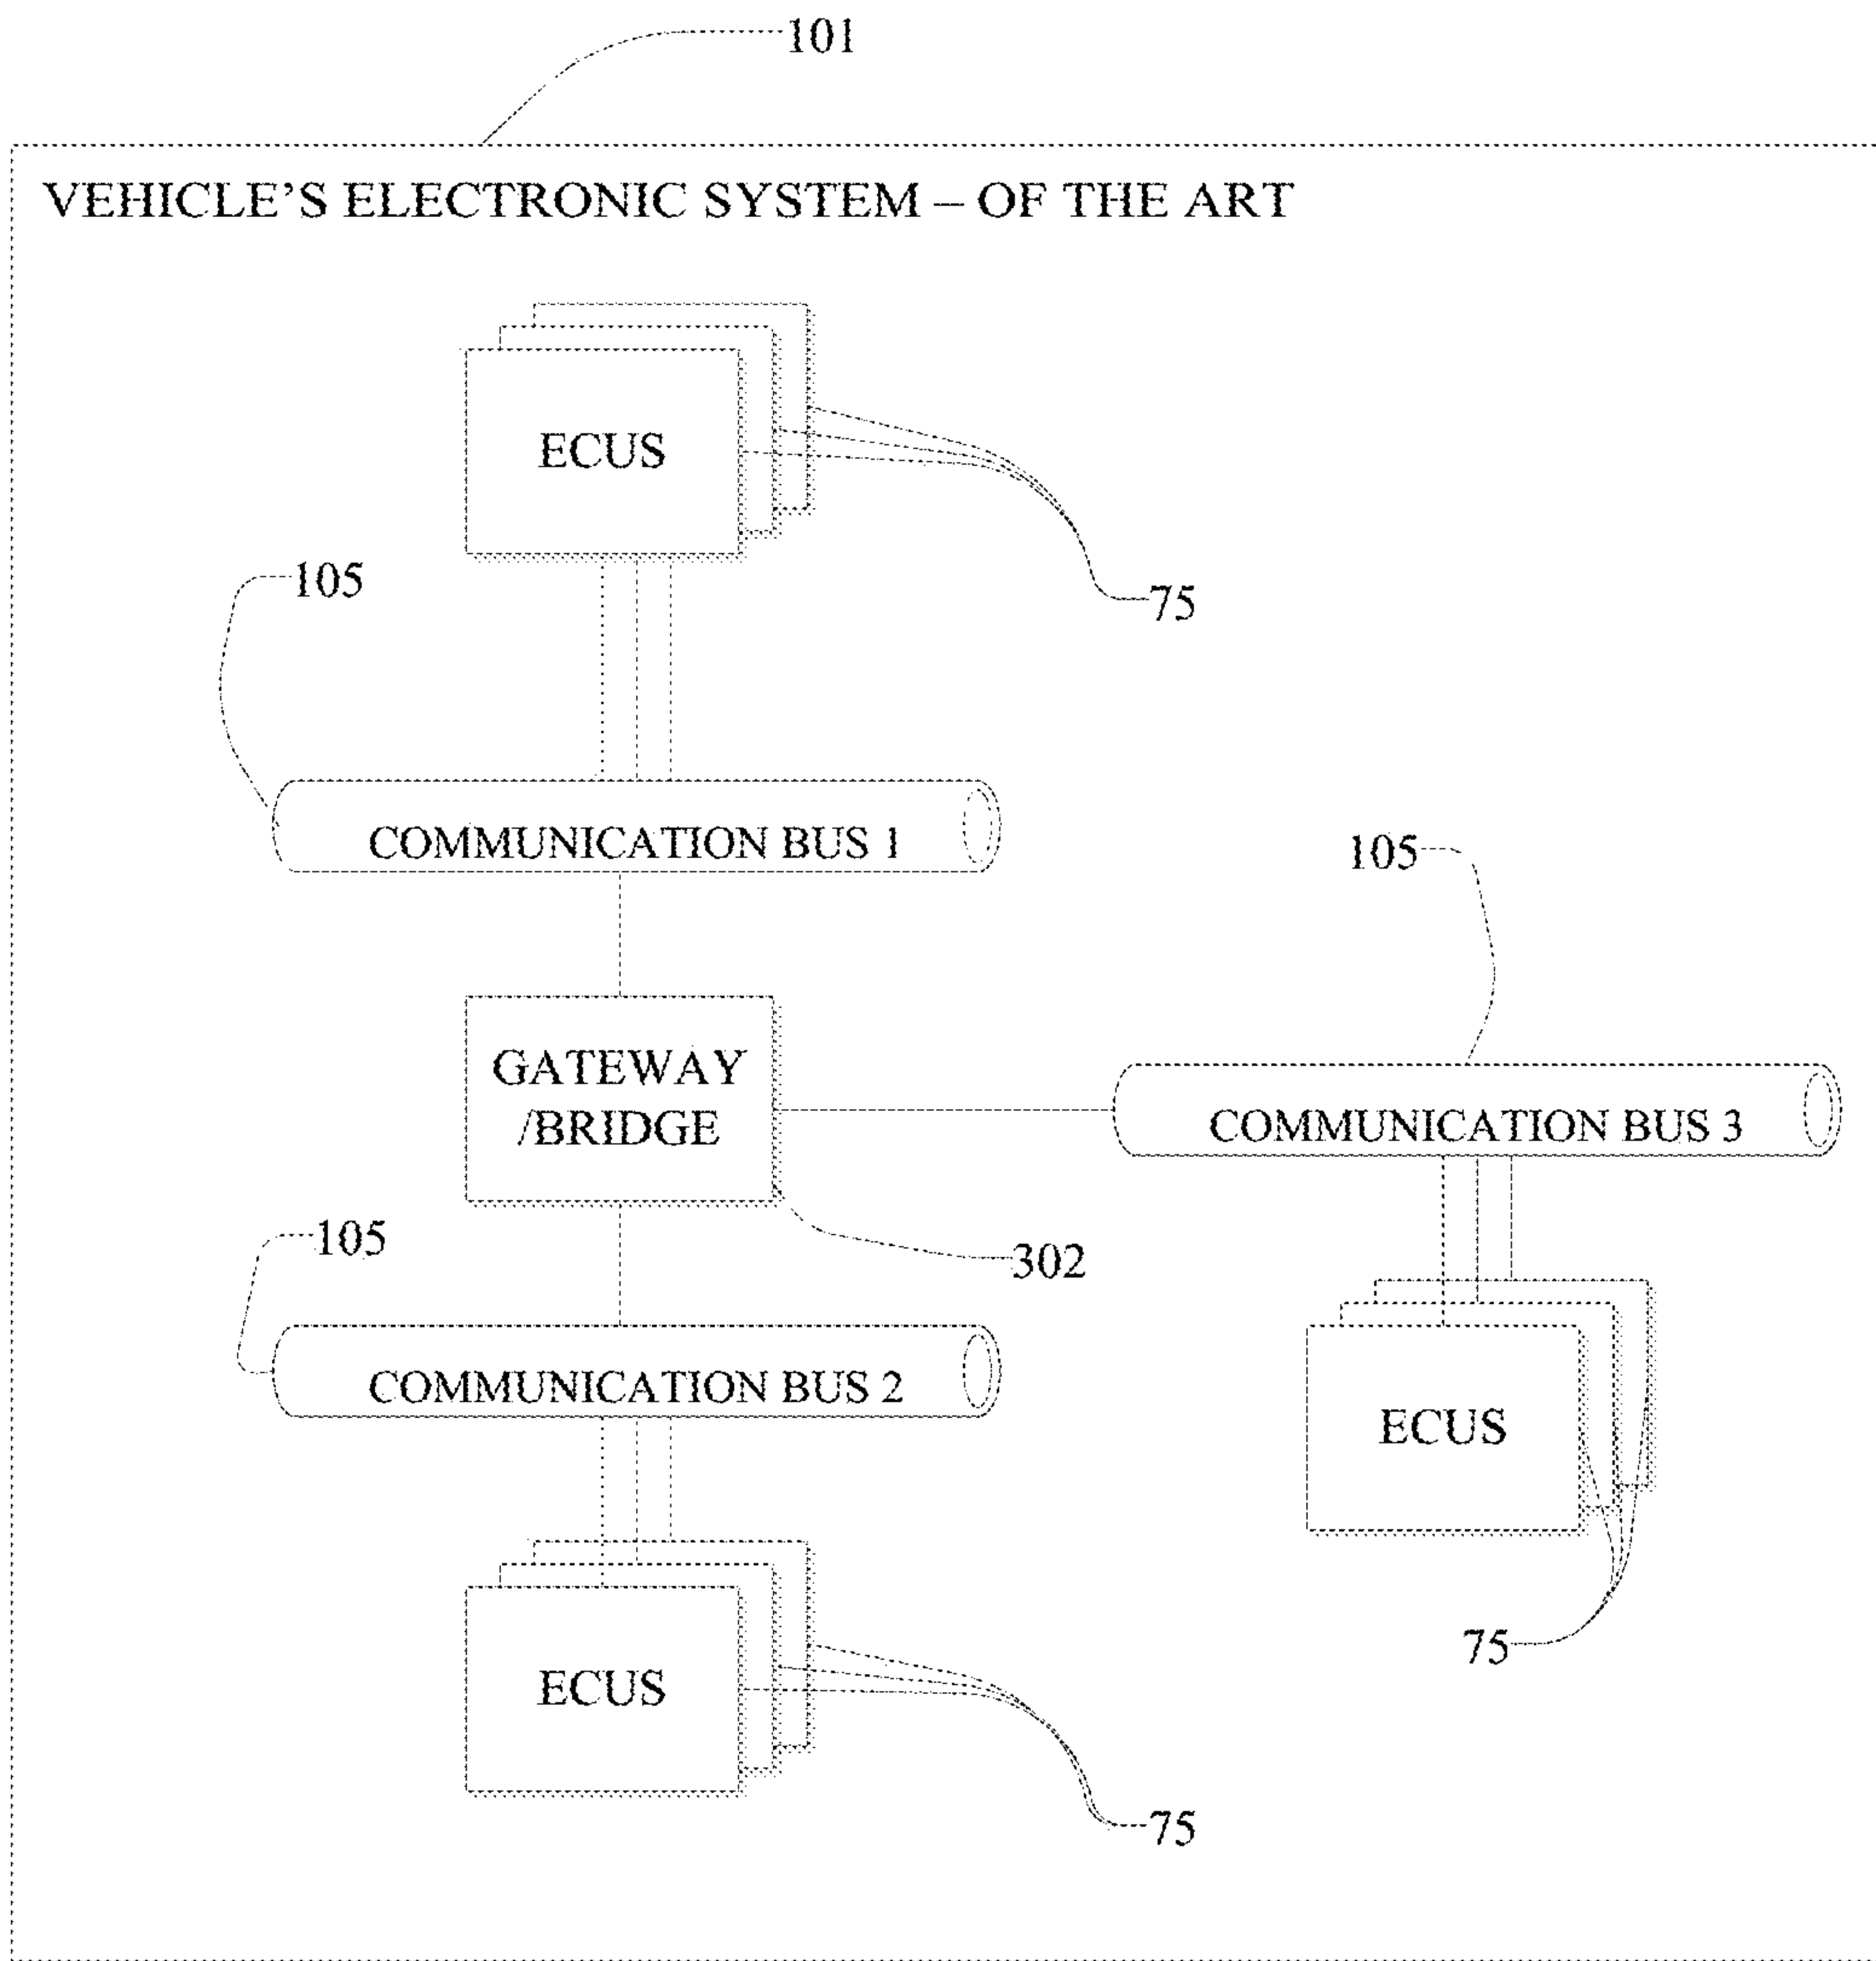 101
VEHICLE'S ELECTRONIC SYSTEM – OF THE ART
ECUS
105
75
COMMUNICATION BUS 1
105
GATEWAY
/BRIDGE
COMMUNICATION BUS 3
105
302
COMMUNICATION BUS 2
ECUS
75
ECUS
75